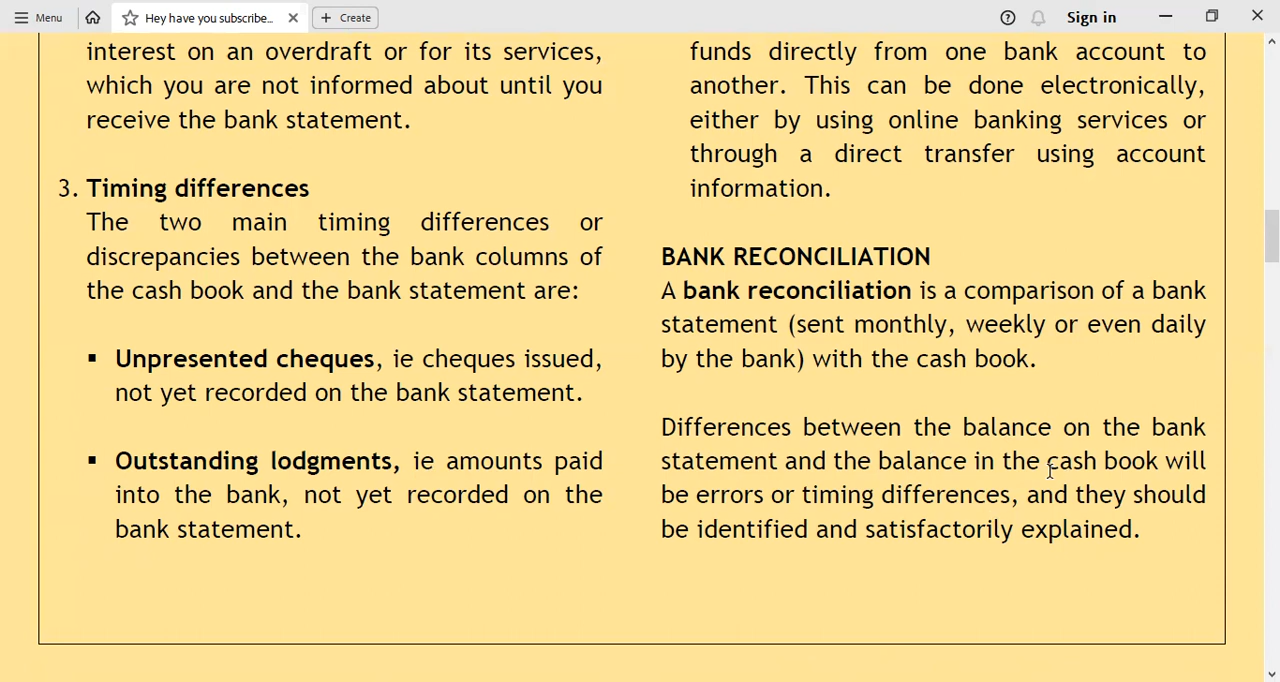 Menu
Hey have you subscribe...
Create
Sign in
interest on an overdraft or for its services,
which you are not informed about until you
receive the bank statement.
3. Timing differences
The two main timing differences or
discrepancies between the bank columns of
the cash book and the bank statement are:
▪ Unpresented cheques, ie cheques issued,
not yet recorded on the bank statement.
▪ Outstanding lodgments, ie amounts paid
into the bank, not yet recorded on the
bank statement.
funds directly from one bank account to
another. This can be done electronically,
either by using online banking services or
through a direct transfer using account
information.
BANK RECONCILIATION
A bank reconciliation is a comparison of a bank
statement (sent monthly, weekly or even daily
by the bank) with the cash book.
Differences between the balance on the bank
statement and the balance in the cash book will
be errors or timing differences, and they should
be identified and satisfactorily explained.